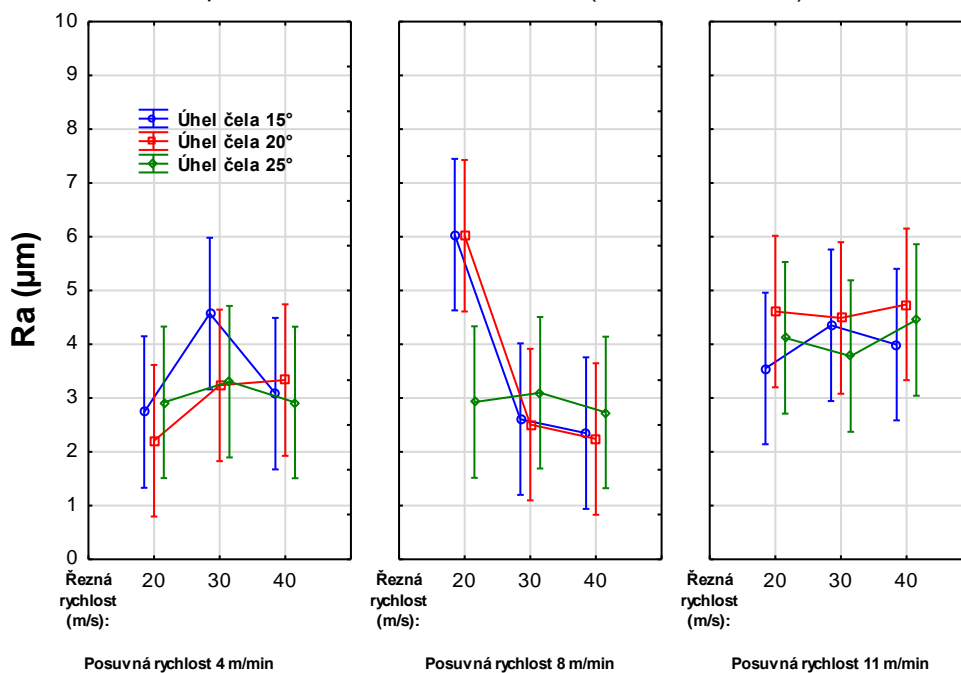 10
9
8
7
6
5
4
3
2
1
0
Ra (µm)
Úhel čela 15°
Úhel čela 20°
Úhel čela 25°
20 30 40
20 30 40
20 30 40
Řezná
rychlost
(m/s):
Řezná
rychlost
(m/s):
Řezná
rychlost
(m/s):
Posuvná rychlost 4 m/min
Posuvná rychlost 8 m/min
Posuvná rychlost 11 m/min